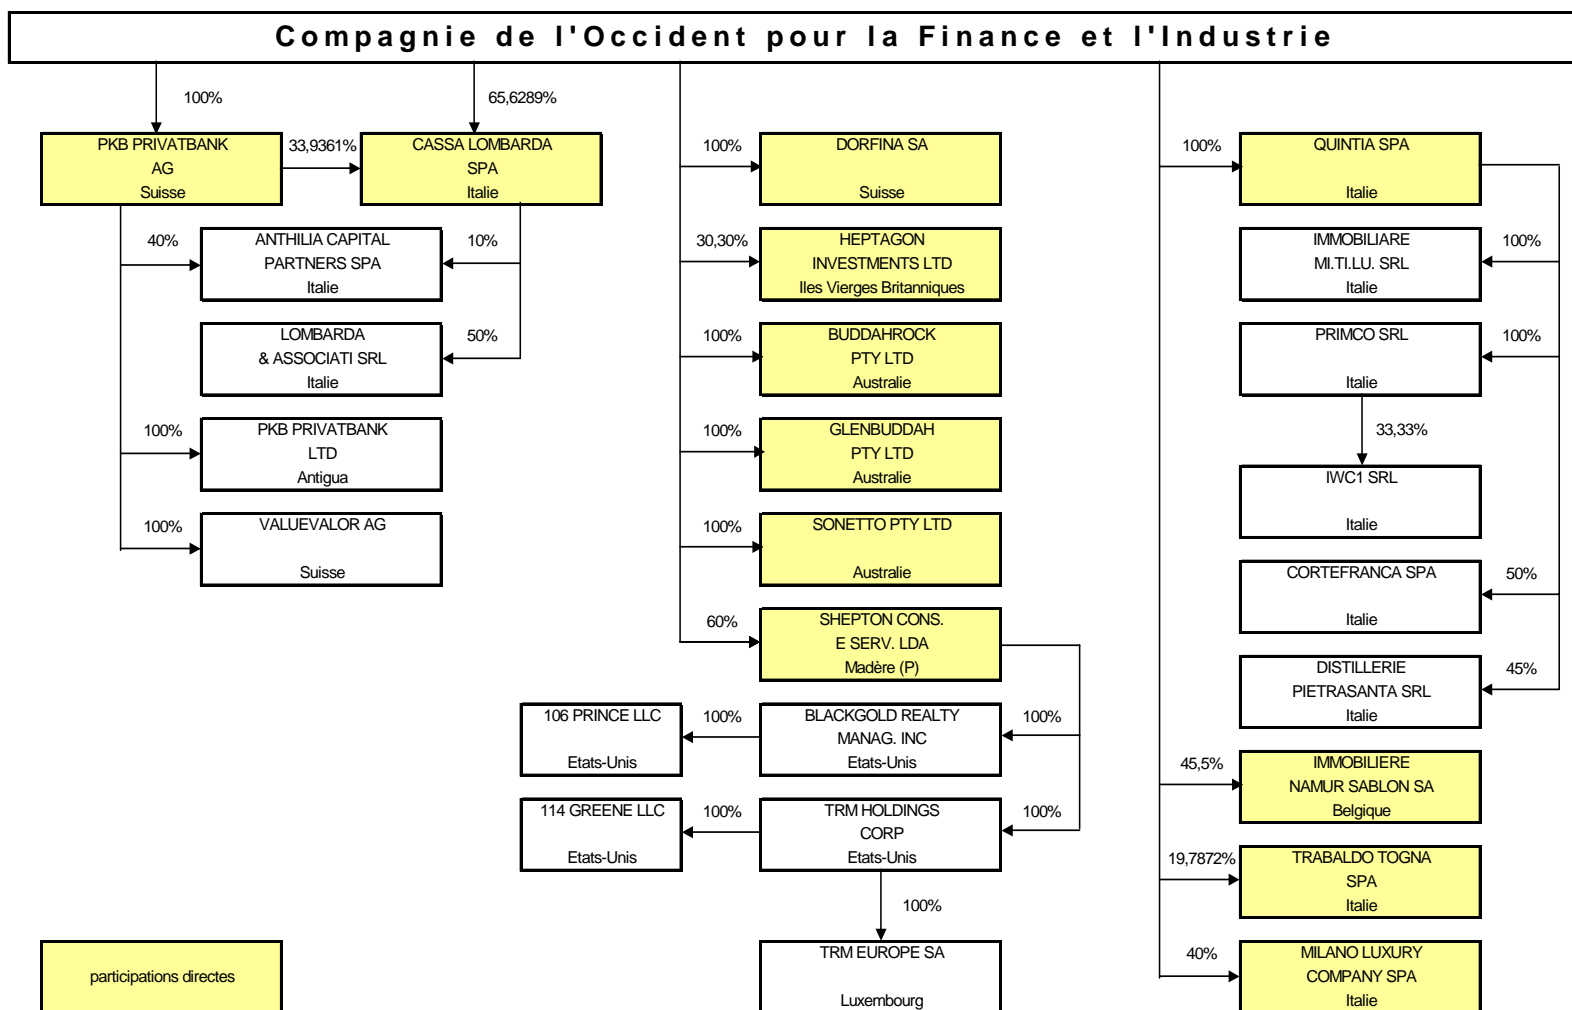 Compagnie de l'Occident pour la Finance et l'Industrie
100%
65,6289%
PKB PRIVATBANK
AG
Suisse
33,9361%
CASSA LOMBARDA
SPA
Italie
40%
ANTHILIA CAPITAL
PARTNERS SPA
Italie
10%
LOMBARDA
& ASSOCIATI SRL
Italie
50%
100%
PKB PRIVATBANK
LTD
Antigua
100%
VALUEVALOR AG
Suisse
100%
DORFINA SA
Suisse
30,30%
HEPTAGON
INVESTMENTS LTD
Iles Vierges Britanniques
100%
BUDDAHROCK
PTY LTD
Australie
100%
GLENBUDDAH
PTY LTD
Australie
100%
SONETTO PTY LTD
Australie
60%
SHEPTON CONS.
E SERV. LDA
Madère (P)
106 PRINCE LLC
Etats-Unis
100%
BLACKGOLD REALTY
MANAG. INC
Etats-Unis
100%
114 GREENE LLC
Etats-Unis
100%
TRM HOLDINGS
CORP
Etats-Unis
100%
100%
TRM EUROPE SA
Luxembourg
100%
QUINTIA SPA
Italie
IMMOBILIARE
MI.TI.LU. SRL
Italie
100%
PRIMCO SRL
Italie
100%
33,33%
IWC1 SRL
Italie
CORTEFRANCA SPA
Italie
50%
DISTILLERIE
PIETRASANTA SRL
Italie
45%
45,5%
IMMOBILIERE
NAMUR SABLON SA
Belgique
19,7872%
TRABALDO TOGNA
SPA
Italie
40%
MILANO LUXURY
COMPANY SPA
Italie
participations directes